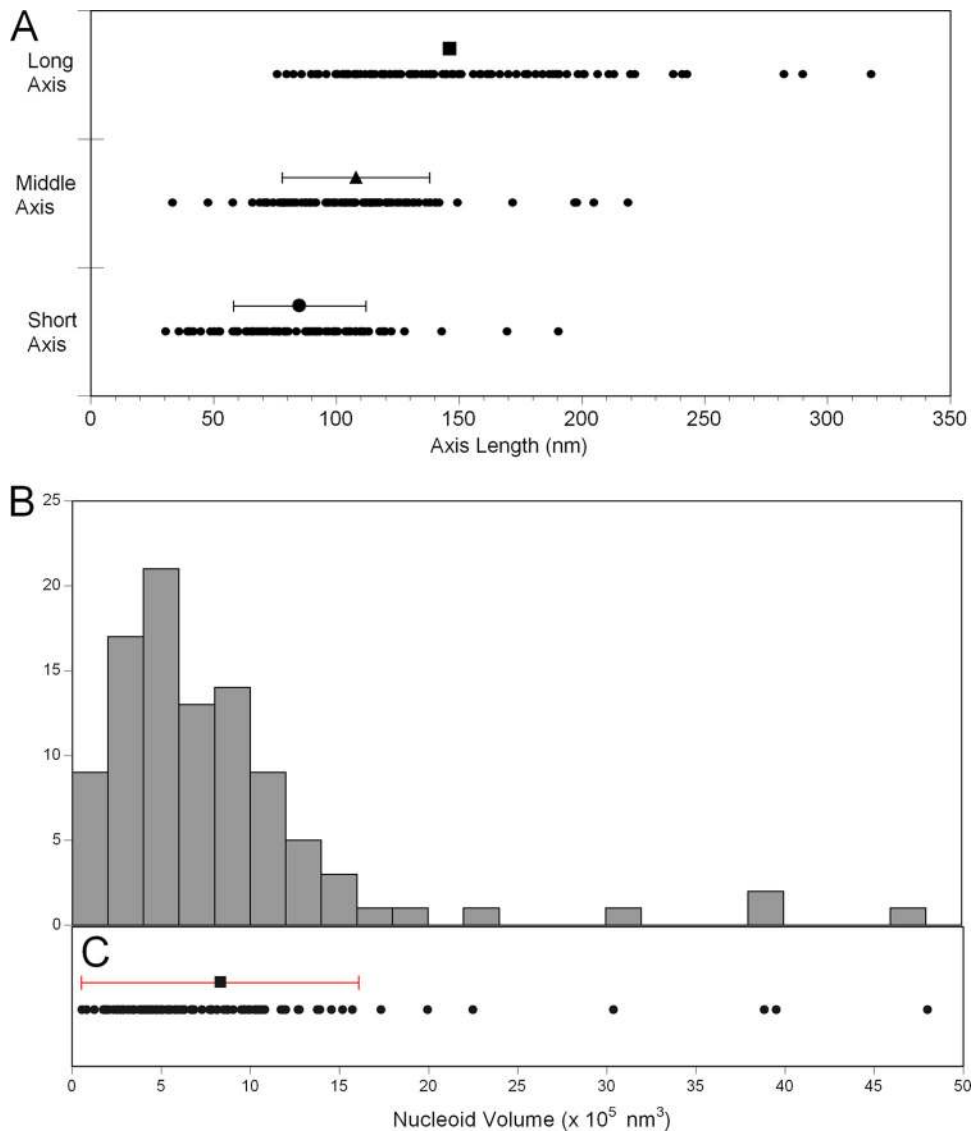 A
Long
Axis
Middle
Axis
Short
Axis
0 50 100 150 200 250 300 350
Axis Length (nm)
B
25
20
15
10
5
0
C
0 5 10 15 20 25 30 35 40 45 50
Nucleoid Volume (x 10⁵ nm³)